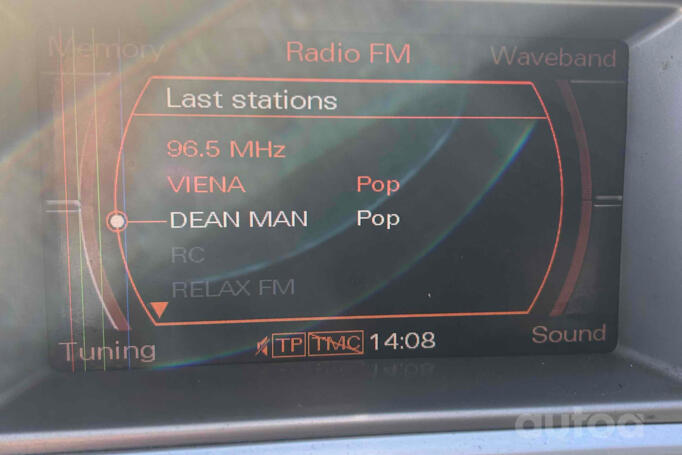 Memory Radio FM Waveband
Last stations
96.5 MHz
VIENA Pop
DEAN MAN Pop
RC
RELAX FM
Tuning TP TMC 14:08 Sound
autoa